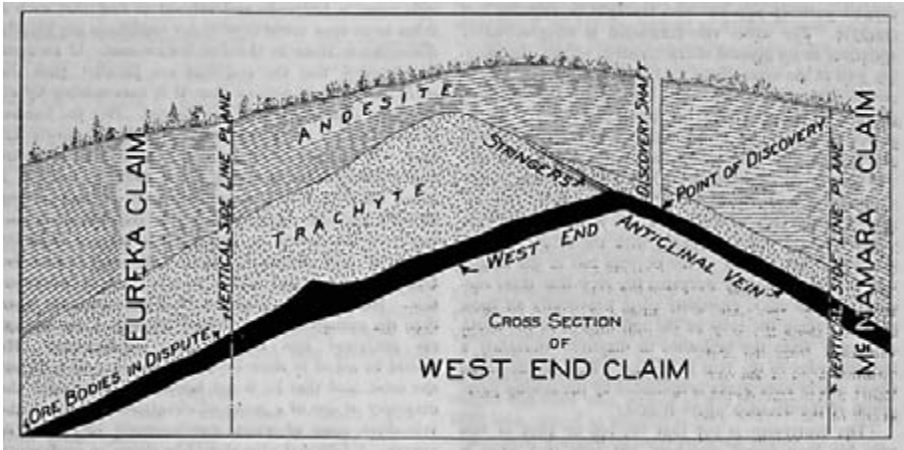 ANDESITE
DISCOVERY SHAFT
STRINGERS
POINT OF DISCOVERY
EUREKA CLAIM
VERTICAL SIDE LINE PLANE
TRACHYTE
WEST END ANTICLINAL VEIN
VERTICAL SIDE LINE PLANE
McNAMARA CLAIM
ORE BODIES IN DISPUTE
CROSS SECTION
OF
WEST END CLAIM